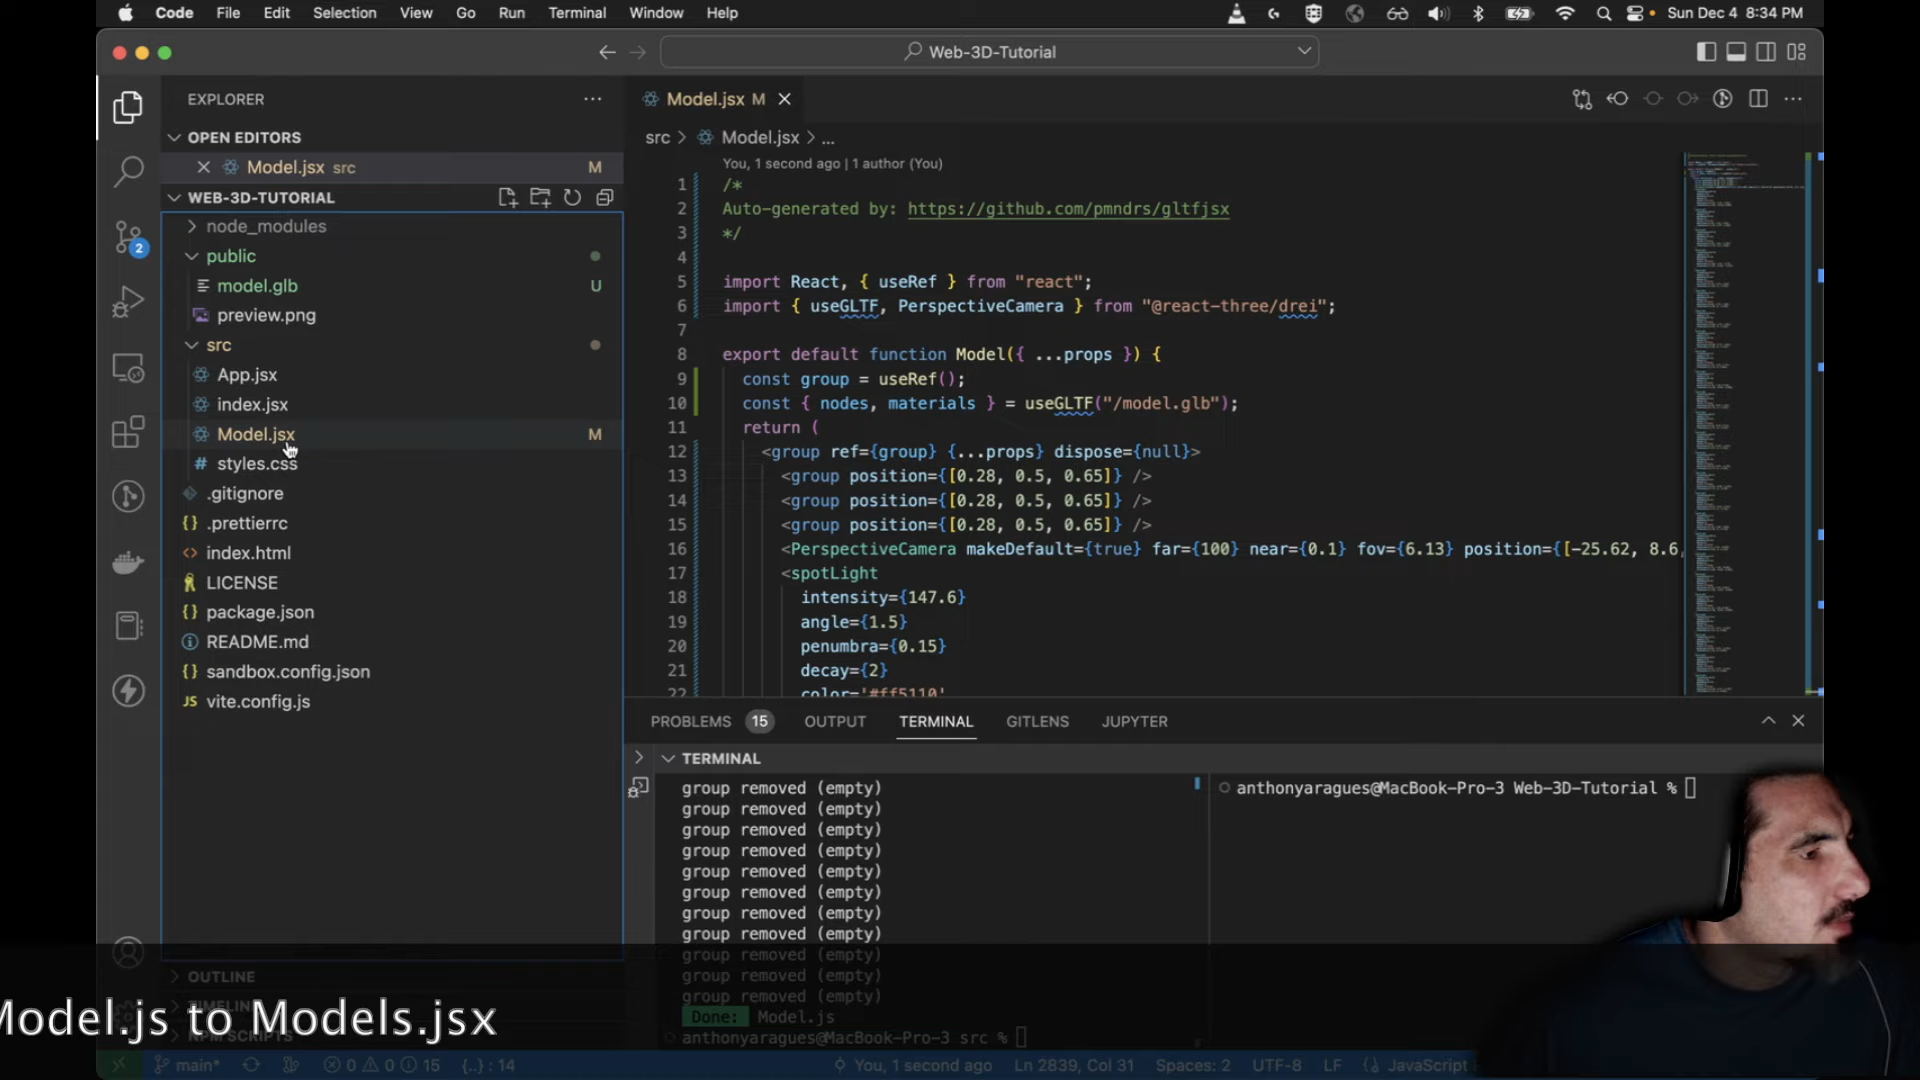 Code File Edit Selection View Go Run Terminal Window Help Sun Dec 4 8:34 PM
Web-3D-Tutorial
EXPLORER
OPEN EDITORS
Model.jsx src M
WEB-3D-TUTORIAL
node_modules
public
model.glb U
preview.png
src
App.jsx
index.jsx
Model.jsx M
styles.css
.gitignore
.prettierrc
index.html
LICENSE
package.json
README.md
sandbox.config.json
vite.config.js
OUTLINE
TIMELINE
NPM SCRIPTS
2
Model.jsx M
src > Model.jsx > ...
You, 1 second ago | 1 author (You)
1 /*
2 Auto-generated by: https://github.com/pmndrs/gltfjsx
3 */
4
5 import React, { useRef } from "react";
6 import { useGLTF, PerspectiveCamera } from "@react-three/drei";
7
8 export default function Model({ ...props }) {
9 const group = useRef();
10 const { nodes, materials } = useGLTF("/model.glb");
11 return (
12 <group ref={group} {...props} dispose={null}>
13 <group position={[0.28, 0.5, 0.65]} />
14 <group position={[0.28, 0.5, 0.65]} />
15 <group position={[0.28, 0.5, 0.65]} />
16 <PerspectiveCamera makeDefault={true} far={100} near={0.1} fov={6.13} position={[-25.62, 8.6,
17 <spotLight
18 intensity={147.6}
19 angle={1.5}
20 penumbra={0.15}
21 decay={2}
22 color='#ff5110'
PROBLEMS 15 OUTPUT TERMINAL GITLENS JUPYTER
TERMINAL
group removed (empty)
group removed (empty)
group removed (empty)
group removed (empty)
group removed (empty)
group removed (empty)
group removed (empty)
group removed (empty)
group removed (empty)
group removed (empty)
group removed (empty)
Done: Model.js
anthonyaragues@MacBook-Pro-3 src %
anthonyaragues@MacBook-Pro-3 Web-3D-Tutorial %
Model.js to Models.jsx
main* 0 0 15 {..} : 14 You, 1 second ago Ln 2839, Col 31 Spaces: 2 UTF-8 LF {} JavaScript